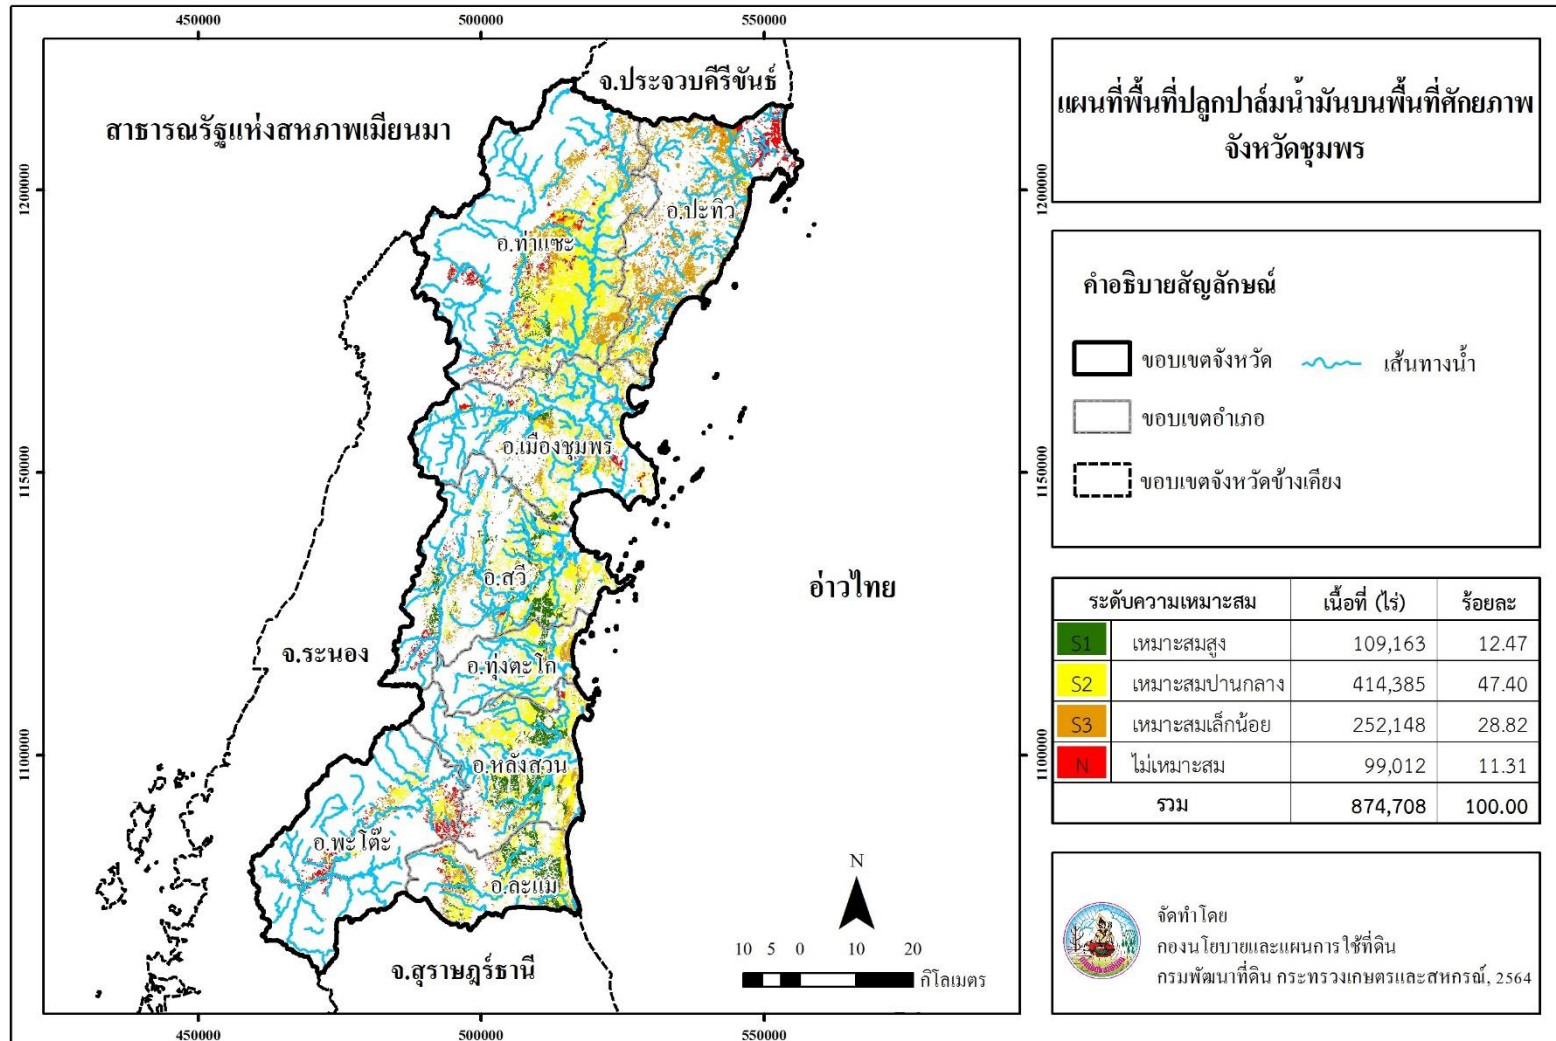 450000
500000
550000
แผนที่พื้นที่ปลูกปาล์มน้ำมันบนพื้นที่ศักยภาพ
จังหวัดชุมพร
จ.ประจวบคีรีขันธ์
สาธารณรัฐแห่งสหภาพเมียนมา
1200000
1200000
อ.ปะทิว
อ.ท่าแซะ
คำอธิบายสัญลักษณ์
ขอบเขตจังหวัด
เส้นทางน้ำ
ขอบเขตอำเภอ
ขอบเขตจังหวัดข้างเคียง
อ.เมืองชุมพร
1150000
1150000
อ.สวี
อ่าวไทย
จ.ระนอง
อ.ทุ่งตะโก
ระดับความเหมาะสม เนื้อที่ (ไร่) ร้อยละ
S1 เหมาะสมสูง 109,163 12.47
S2 เหมาะสมปานกลาง 414,385 47.40
S3 เหมาะสมเล็กน้อย 252,148 28.82
N ไม่เหมาะสม 99,012 11.31
รวม 874,708 100.00
1100000
1100000
อ.หลังสวน
อ.พะโต๊ะ
อ.ละแม
จ.สุราษฎร์ธานี
N
10 5 0 10 20
กิโลเมตร
จัดทำโดย
กองนโยบายและแผนการใช้ที่ดิน
กรมพัฒนาที่ดิน กระทรวงเกษตรและสหกรณ์, 2564
450000
500000
550000